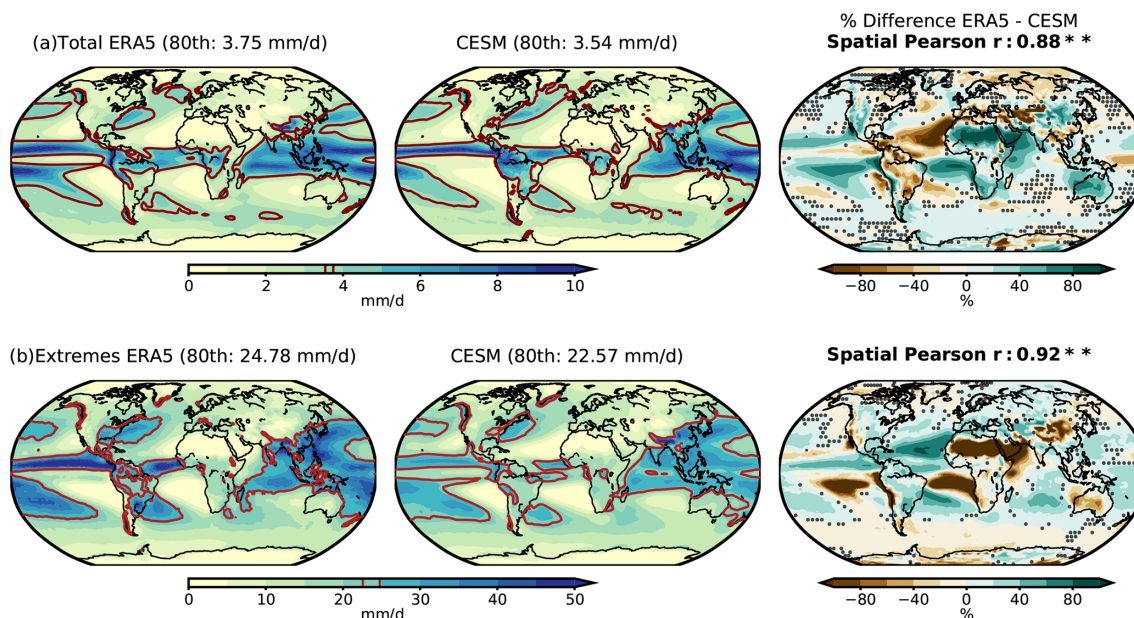 % Difference ERA5 - CESM
(a)Total ERA5 (80th: 3.75 mm/d)
CESM (80th: 3.54 mm/d)
Spatial Pearson r: 0.88**
0 2 4 6 8 10
mm/d
−80 −40 0 40 80
%
(b)Extremes ERA5 (80th: 24.78 mm/d)
CESM (80th: 22.57 mm/d)
Spatial Pearson r: 0.92**
0 10 20 30 40 50
mm/d
−80 −40 0 40 80
%